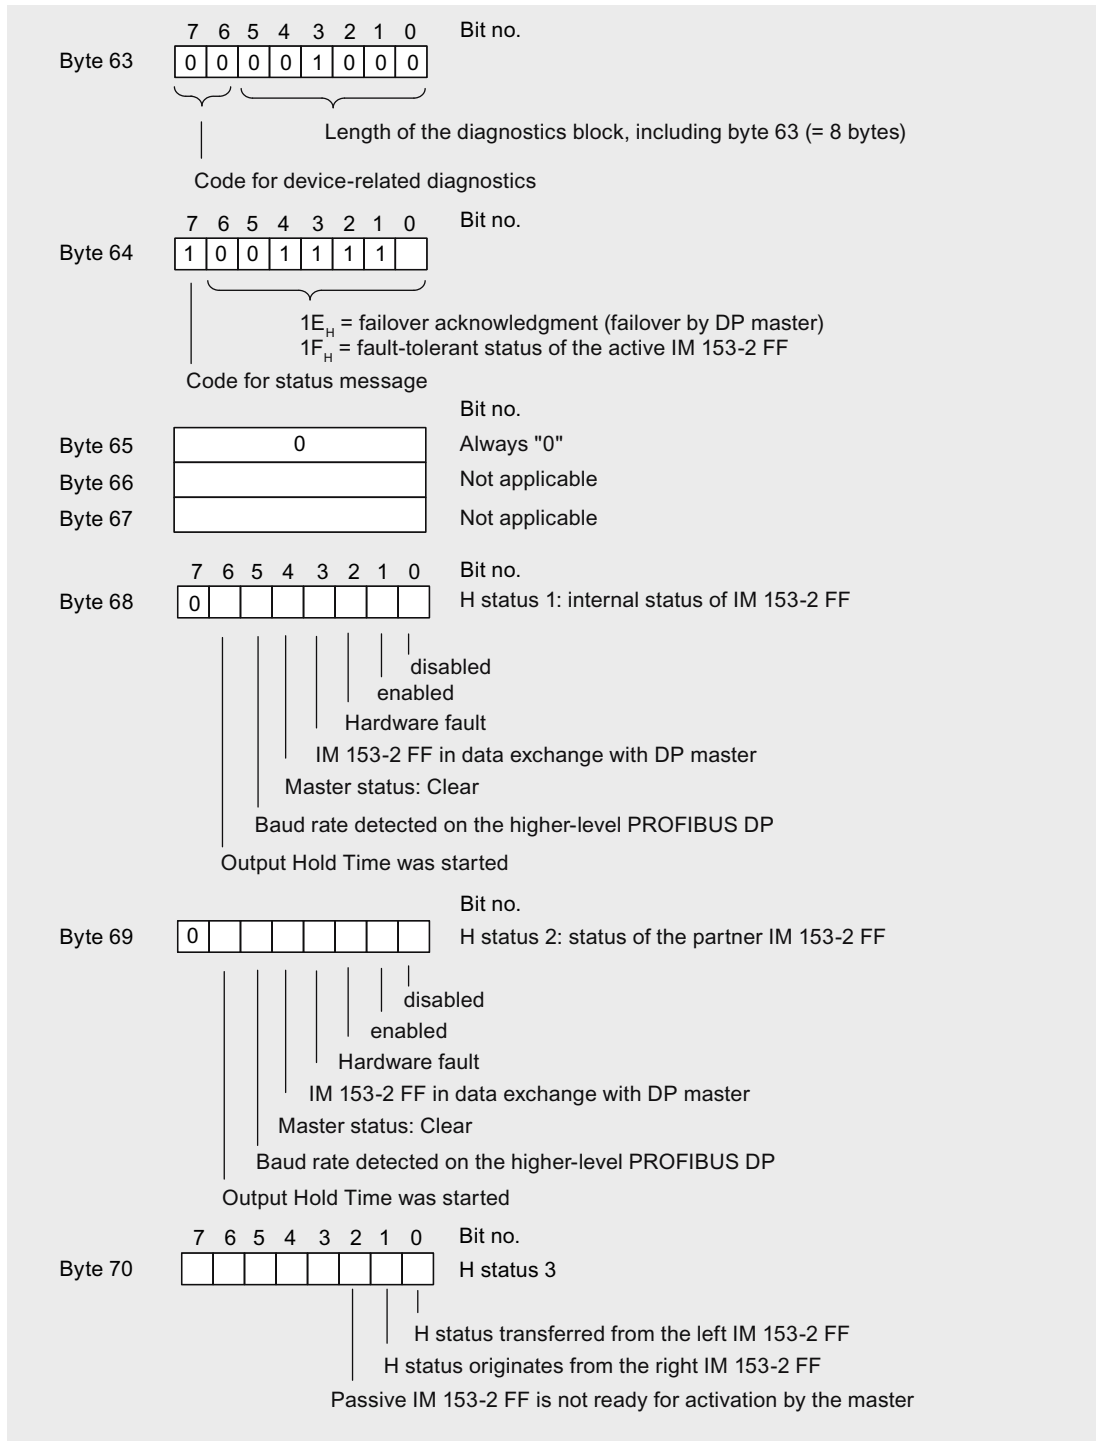 7 6 5 4 3 2 1 0 Bit no.
Byte 63 0 0 0 0 1 0 0 0
Length of the diagnostics block, including byte 63 (= 8 bytes)
Code for device-related diagnostics
7 6 5 4 3 2 1 0 Bit no.
Byte 64 1 0 0 1 1 1 1
1E_H = failover acknowledgment (failover by DP master)
1F_H = fault-tolerant status of the active IM 153-2 FF
Code for status message
Bit no.
Byte 65 0 Always "0"
Byte 66 Not applicable
Byte 67 Not applicable
7 6 5 4 3 2 1 0 Bit no.
Byte 68 0 H status 1: internal status of IM 153-2 FF
disabled
enabled
Hardware fault
IM 153-2 FF in data exchange with DP master
Master status: Clear
Baud rate detected on the higher-level PROFIBUS DP
Output Hold Time was started
Bit no.
Byte 69 0 H status 2: status of the partner IM 153-2 FF
disabled
enabled
Hardware fault
IM 153-2 FF in data exchange with DP master
Master status: Clear
Baud rate detected on the higher-level PROFIBUS DP
Output Hold Time was started
7 6 5 4 3 2 1 0 Bit no.
Byte 70 H status 3
H status transferred from the left IM 153-2 FF
H status originates from the right IM 153-2 FF
Passive IM 153-2 FF is not ready for activation by the master